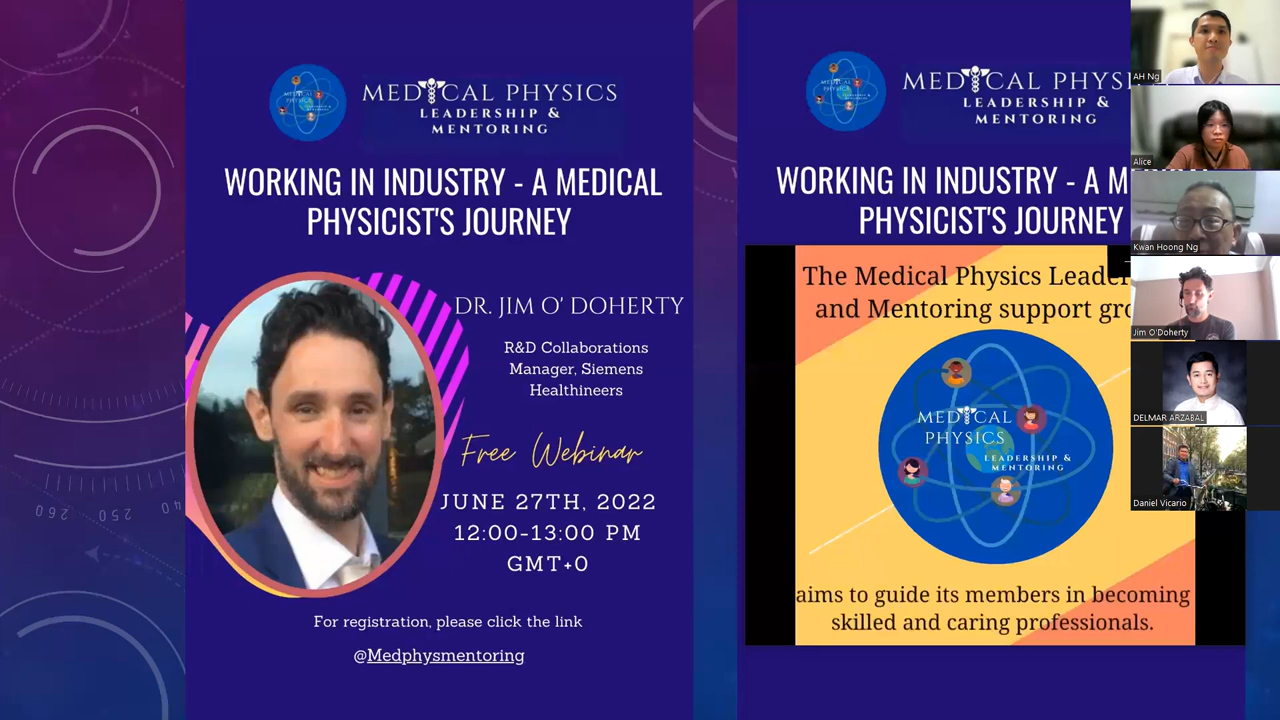 MEDICAL PHYSICS
LEADERSHIP &
MENTORING
WORKING IN INDUSTRY - A MEDICAL
PHYSICIST'S JOURNEY
DR. JIM O' DOHERTY
R&D Collaborations
Manager, Siemens
Healthineers
Free Webinar
JUNE 27TH, 2022
12:00-13:00 PM
GMT+0
For registration, please click the link
@Medphysmentoring
MEDICAL PHYSI
LEADERSHIP &
MENTORING
WORKING IN INDUSTRY - A M
PHYSICIST'S JOURNEY
The Medical Physics Leader
and Mentoring support gro
MEDICAL
PHYSICS
LEADERSHIP &
MENTORING
aims to guide its members in becoming
skilled and caring professionals.
AH Ng
Alice
Kwan Hoong Ng
Jim O'Doherty
DELMAR ARZABAL
Daniel Vicario
260
250
40